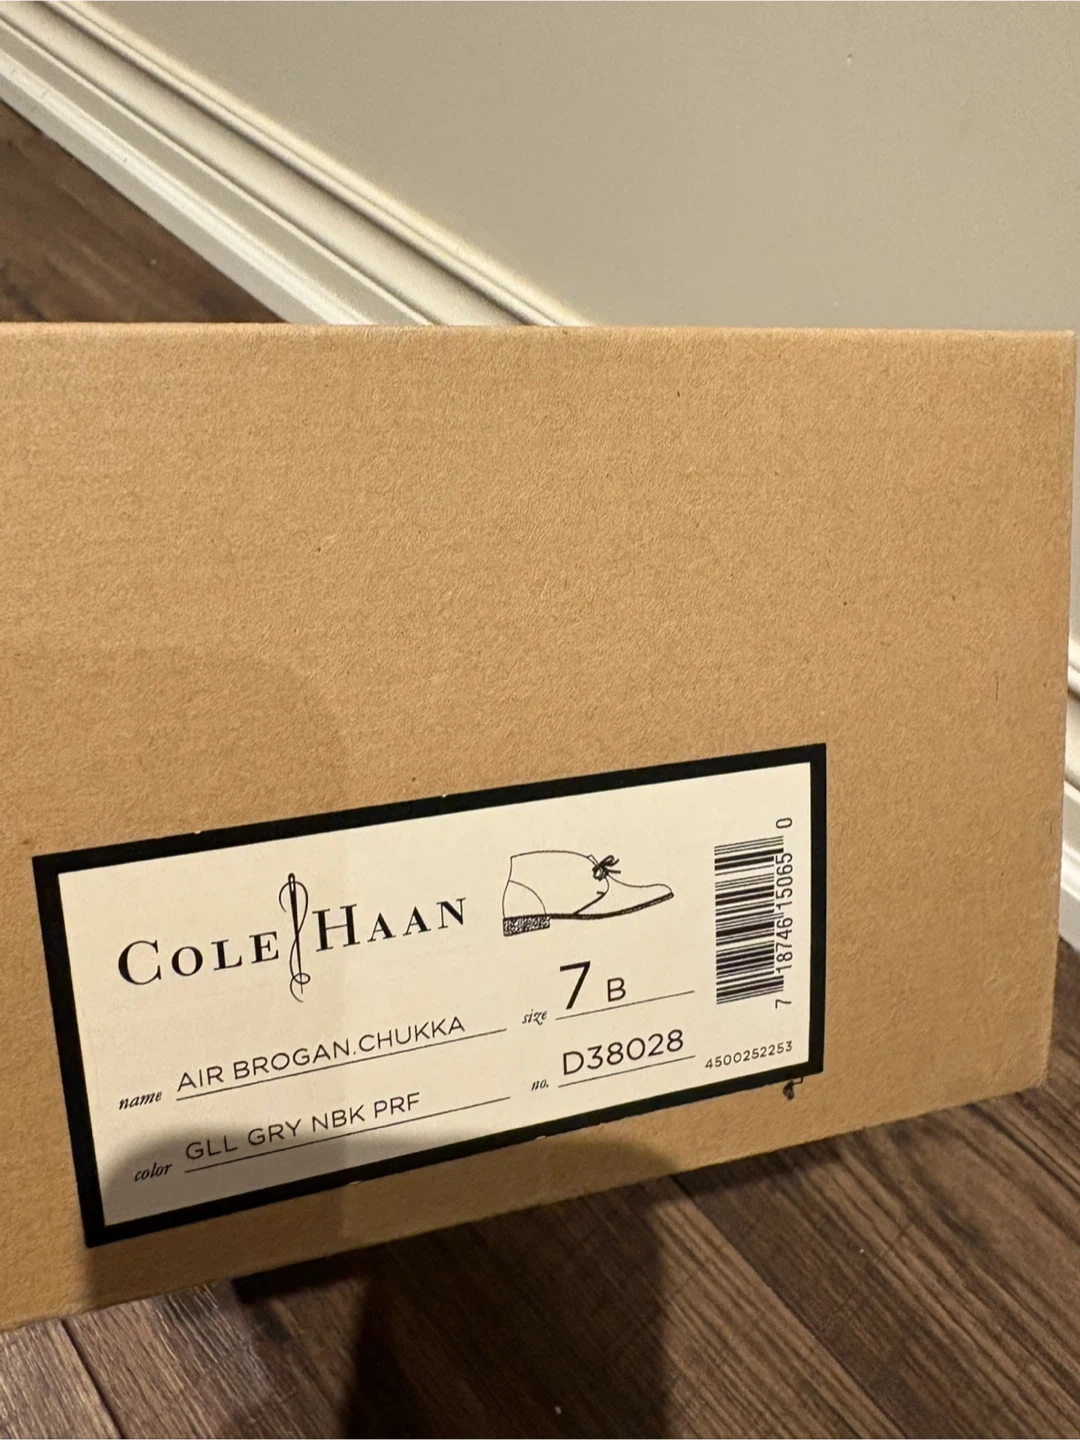 COLE HAAN
size 7 B
name AIR BROGAN.CHUKKA
no. D38028
color GLL GRY NBK PRF
7 18746 15065 0
4500252253